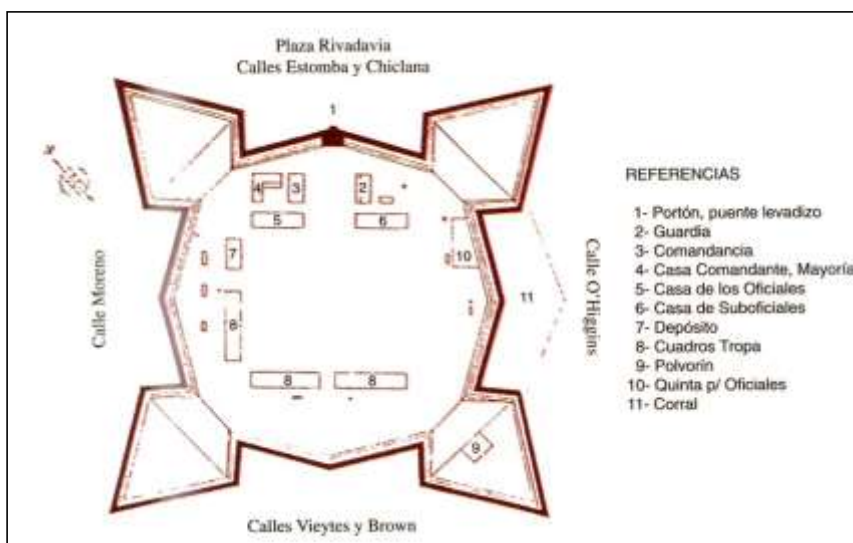 Plaza Rivadavia
Calles Estomba y Chiclana
1
4 3 2
5 6
7
10
Calle Moreno
11
Calle O'Higgins
8
8 8
9
Calles Vieytes y Brown
REFERENCIAS
1- Portón, puente levadizo
2- Guardia
3- Comandancia
4- Casa Comandante, Mayoría
5- Casa de los Oficiales
6- Casa de Suboficiales
7- Depósito
8- Cuadros Tropa
9- Polvorín
10- Quinta p/ Oficiales
11- Corral